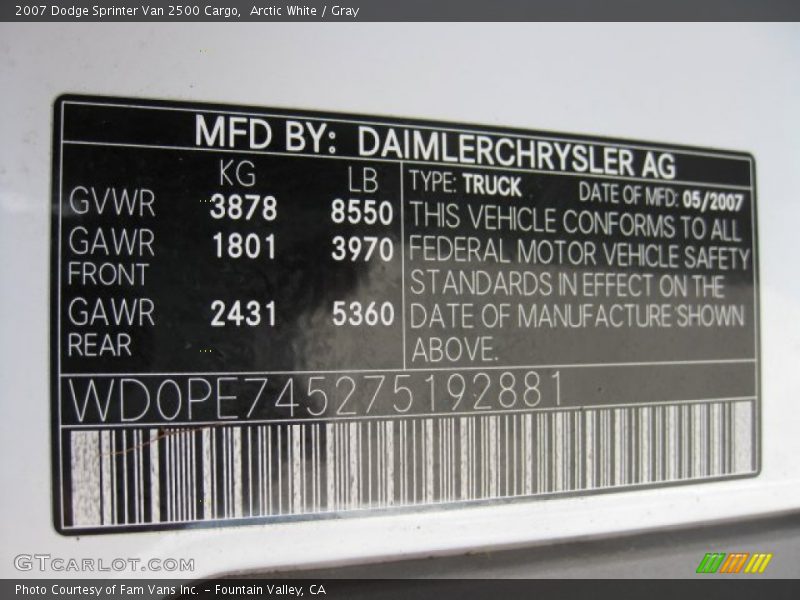 2007 Dodge Sprinter Van 2500 Cargo,  Arctic White / Gray
MFD BY: DAIMLERCHRYSLER AG
KG LB
GVWR 3878 8550
GAWR 1801 3970
FRONT
GAWR 2431 5360
REAR
TYPE: TRUCK DATE OF MFD: 05/2007
THIS VEHICLE CONFORMS TO ALL
FEDERAL MOTOR VEHICLE SAFETY
STANDARDS IN EFFECT ON THE
DATE OF MANUFACTURE SHOWN
ABOVE.
WD0PE745275192881
GTCARLOT.COM
Photo Courtesy of Fam Vans Inc. - Fountain Valley, CA